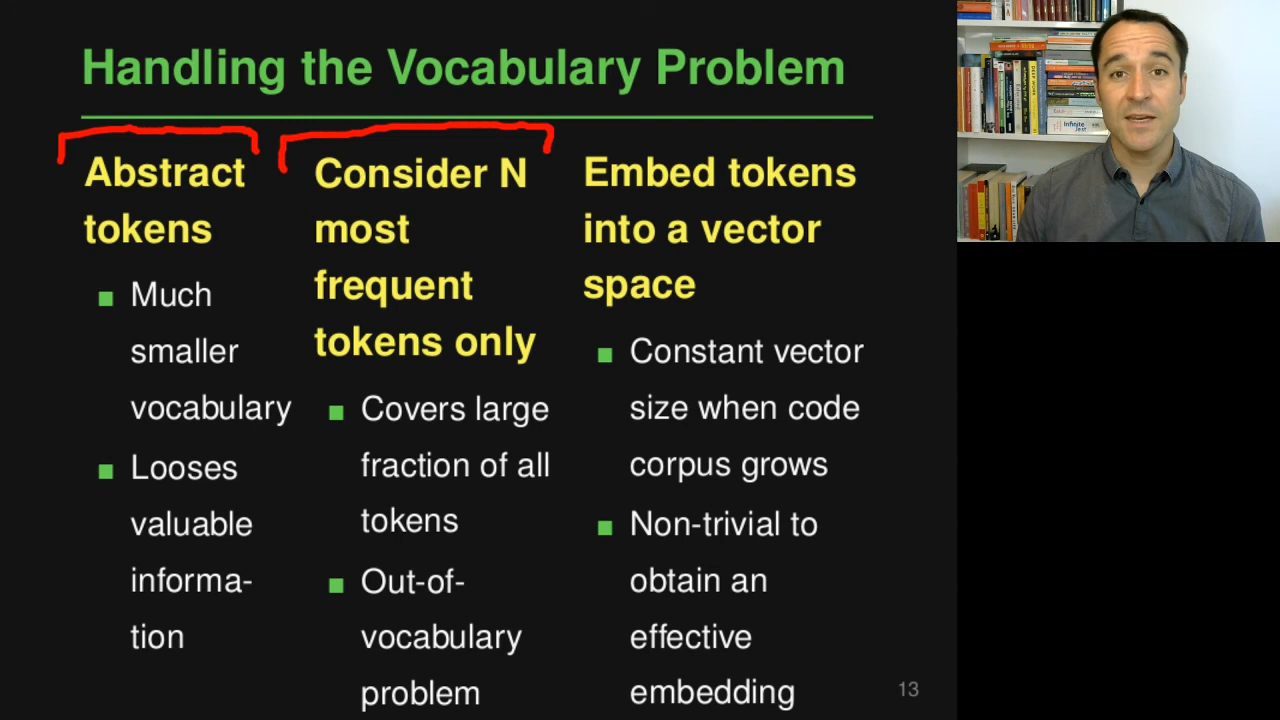 Handling the Vocabulary Problem
Abstract
tokens
■ Much
smaller
vocabulary
■ Looses
valuable
informa-
tion
Consider N
most
frequent
tokens only
■ Covers large
fraction of all
tokens
■ Out-of-
vocabulary
problem
Embed tokens
into a vector
space
■ Constant vector
size when code
corpus grows
■ Non-trivial to
obtain an
effective
embedding
13
Infinite
Jest